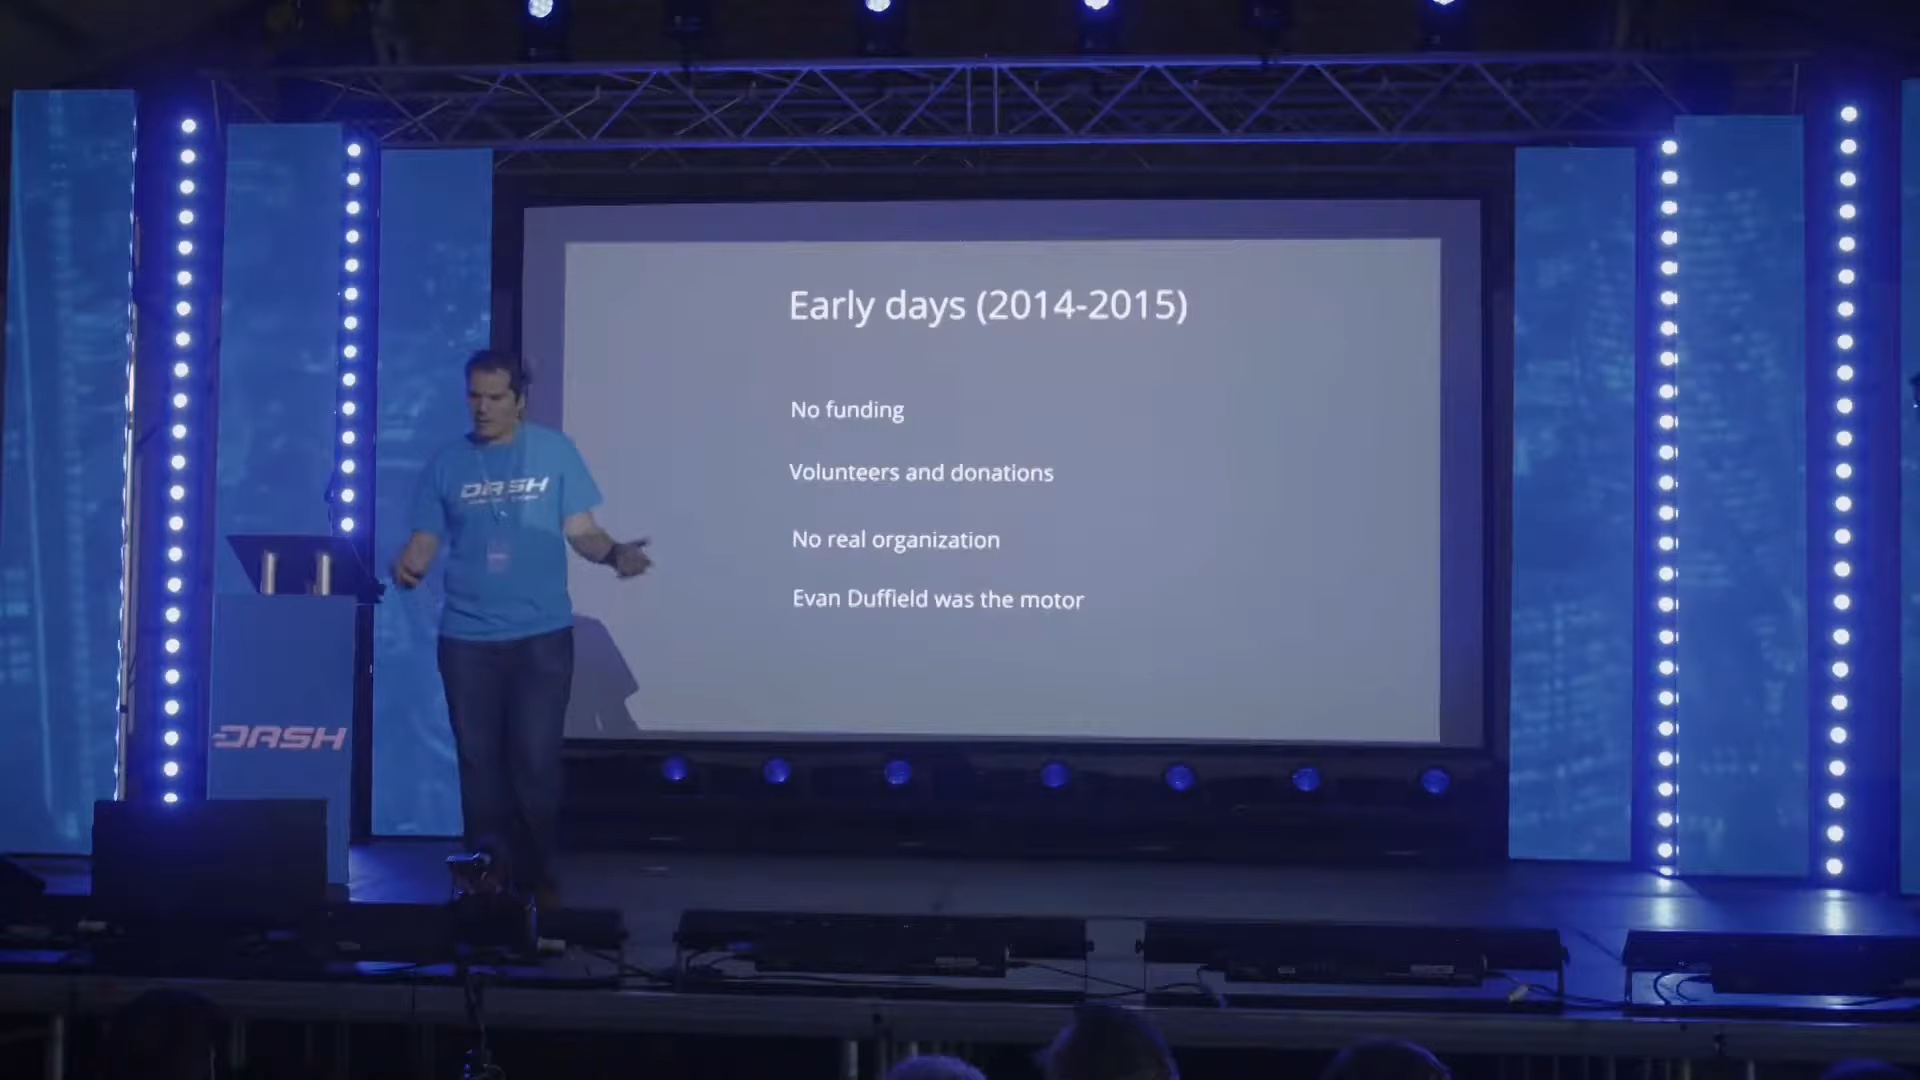 Early days (2014-2015)
No funding
Volunteers and donations
No real organization
Evan Duffield was the motor
DASH
DASH